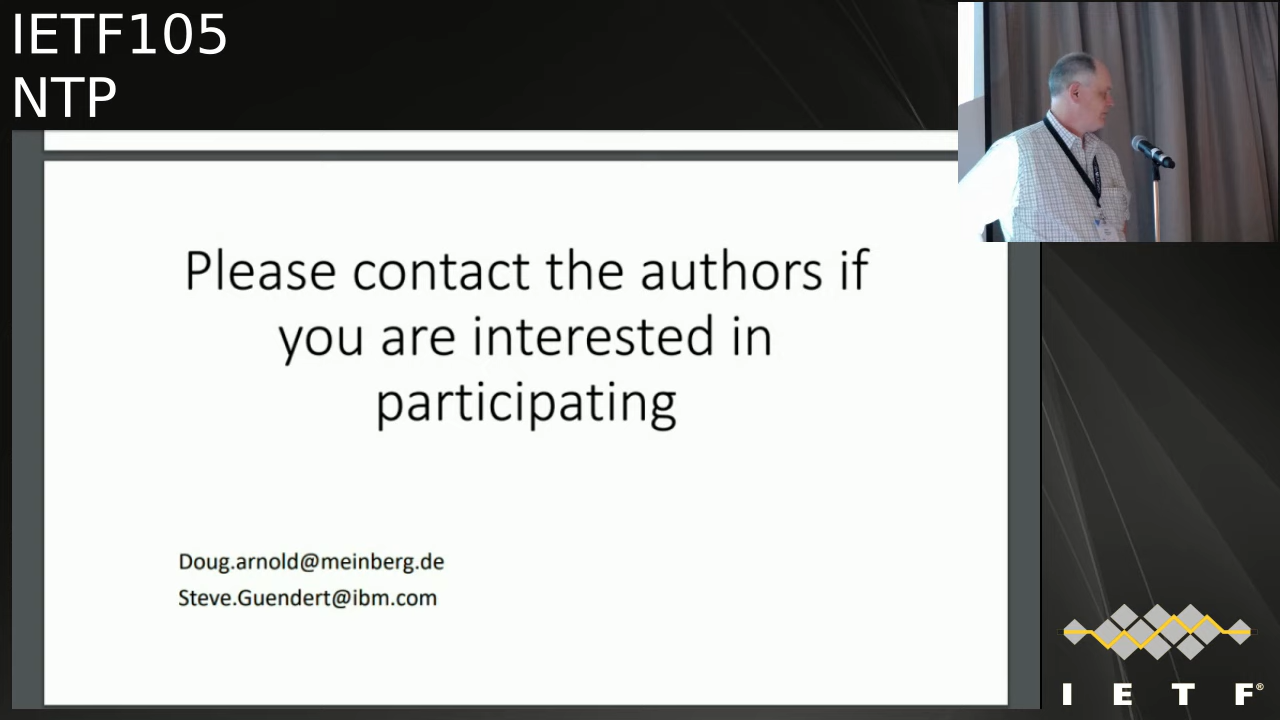 IETF105
NTP
Please contact the authors if
you are interested in
participating
Doug.arnold@meinberg.de
Steve.Guendert@ibm.com
I E T F®